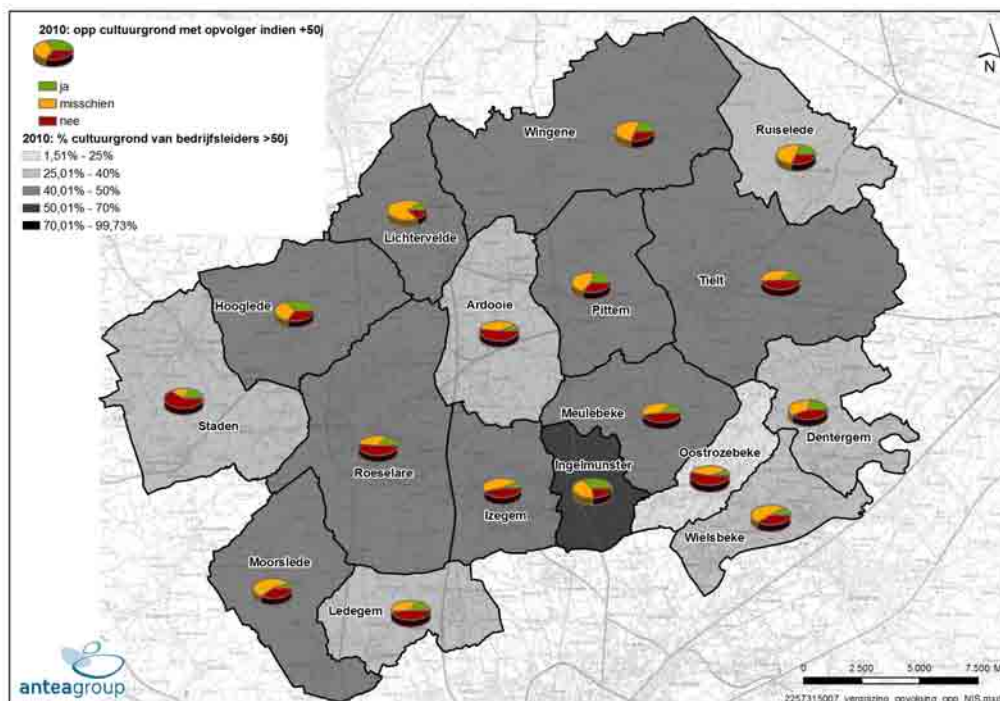 2010: opp cultuurgrond met opvolger indien +50j
ja
misschien
nee
2010: % cultuurgrond van bedrijfsleiders >50j
1,51% - 25%
25,01% - 40%
40,01% - 50%
50,01% - 70%
70,01% - 99,73%
N
Wingene
Ruiselede
Lichtervelde
Hooglede
Ardooie
Pittem
Tielt
Staden
Meulebeke
Dentergem
Roeselare
Oostrozebeke
Ingelmunster
Izegem
Wielsbeke
Moorslede
Ledegem
anteagroup
0 2.500 5.000 7.500 M